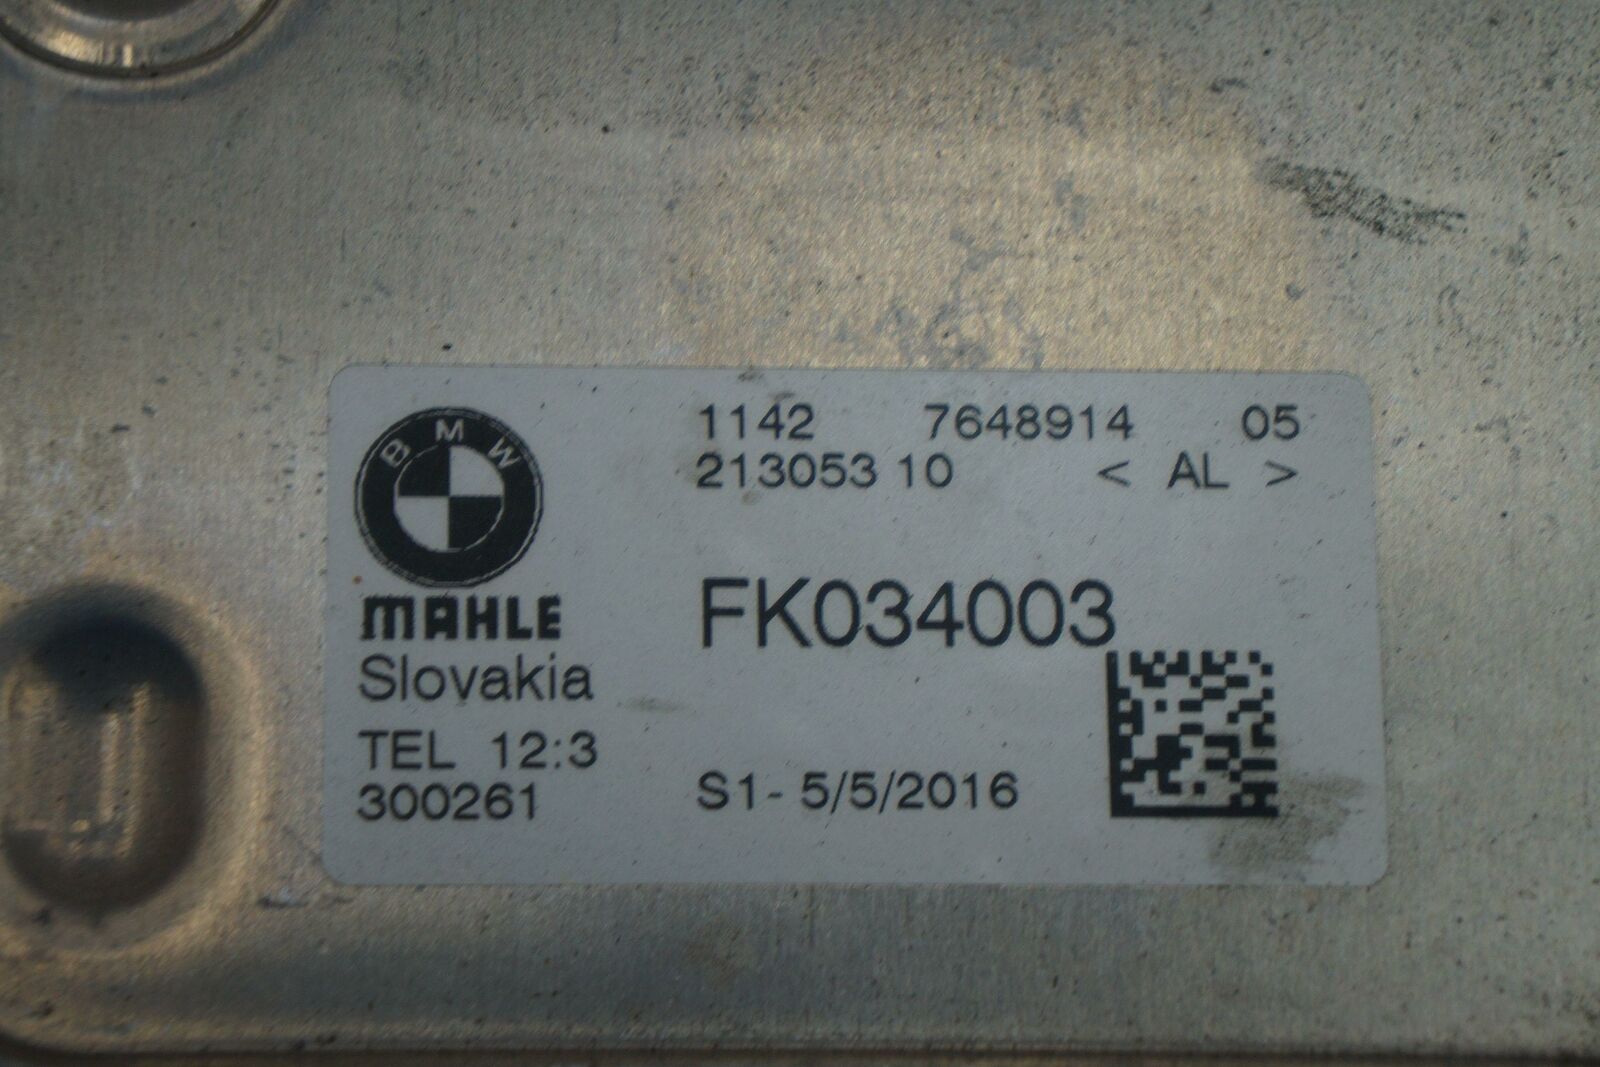 BMW
MAHLE
Slovakia
TEL 12:3
300261
1142 7648914 05
213053 10 < AL >
FK034003
S1- 5/5/2016